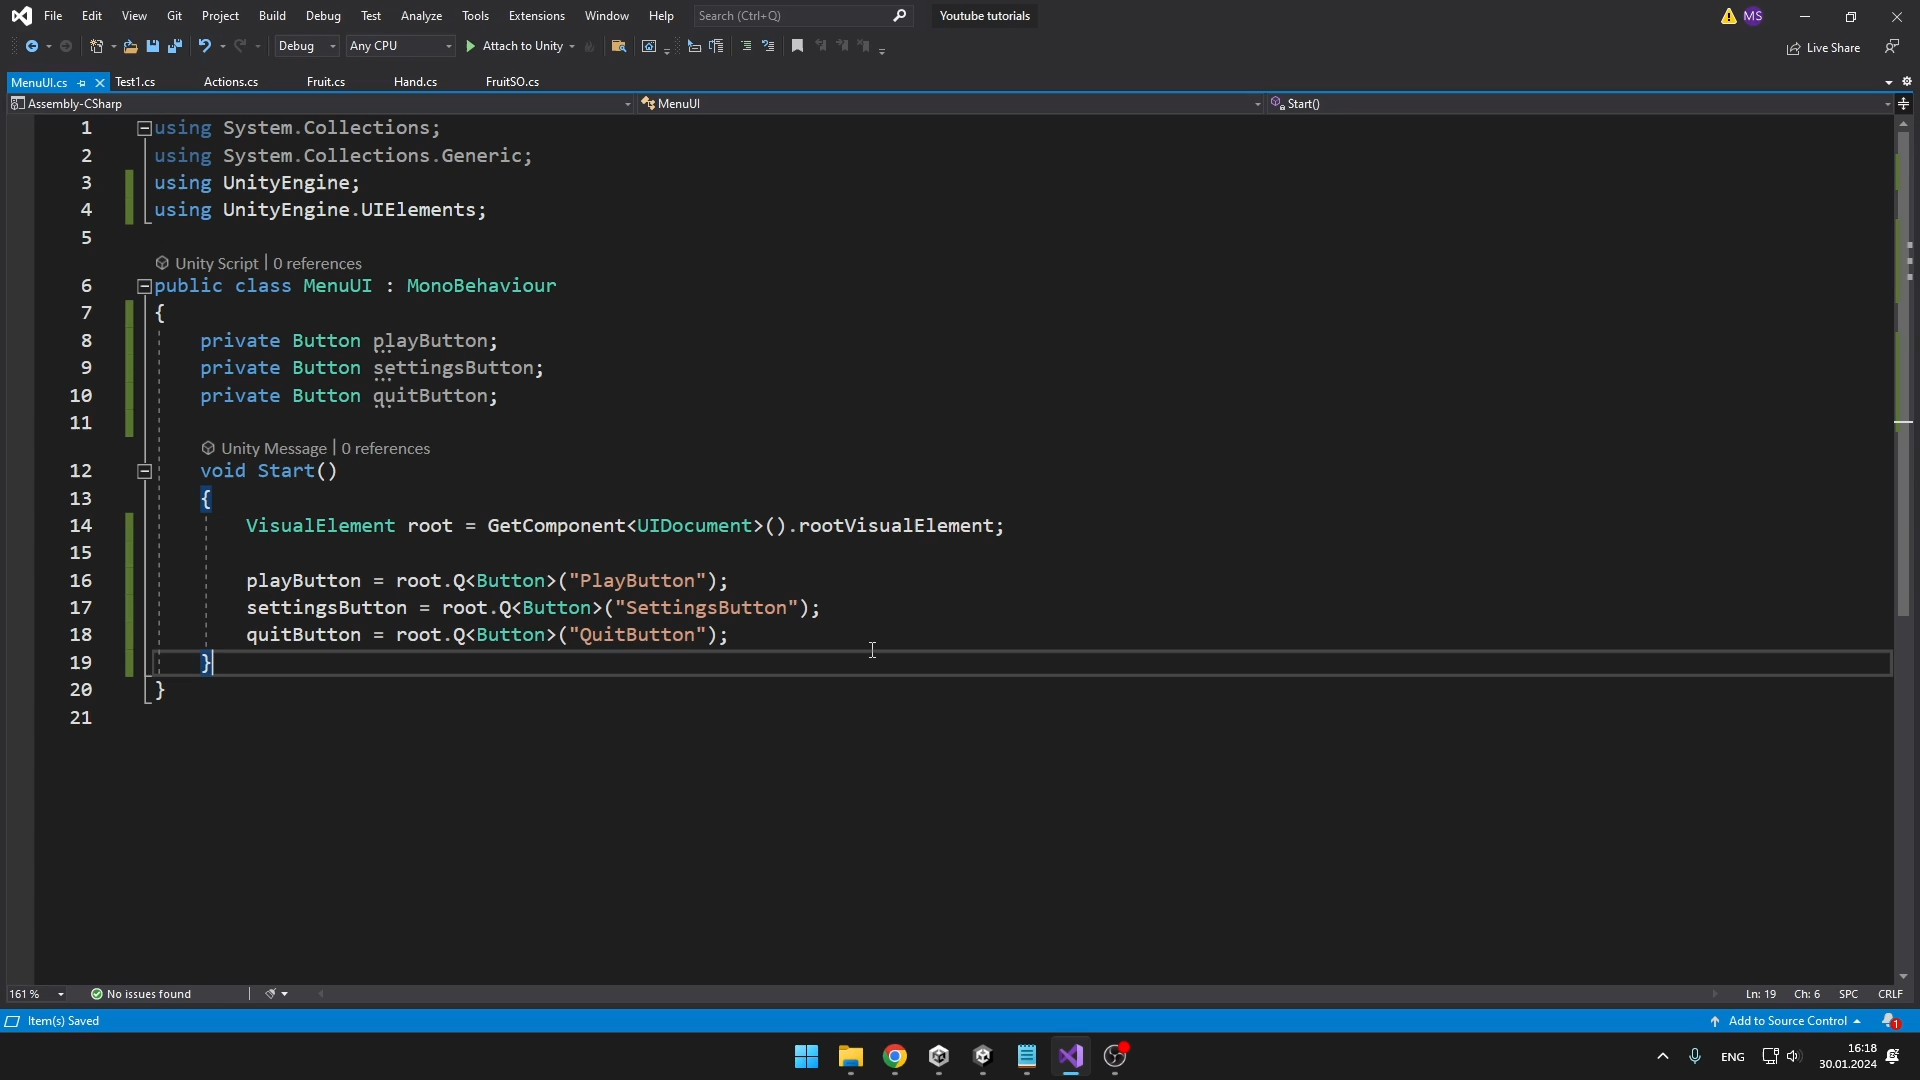 File Edit View Git Project Build Debug Test Analyze Tools Extensions Window Help Search (Ctrl+Q) Youtube tutorials MS
Debug Any CPU Attach to Unity Live Share
MenuUI.cs Test1.cs Actions.cs Fruit.cs Hand.cs FruitSO.cs
Assembly-CSharp MenuUI Start()
1 using System.Collections;
2 using System.Collections.Generic;
3 using UnityEngine;
4 using UnityEngine.UIElements;
5
Unity Script | 0 references
6 public class MenuUI : MonoBehaviour
7 {
8 private Button playButton;
9 private Button settingsButton;
10 private Button quitButton;
11
Unity Message | 0 references
12 void Start()
13 {
14 VisualElement root = GetComponent<UIDocument>().rootVisualElement;
15
16 playButton = root.Q<Button>("PlayButton");
17 settingsButton = root.Q<Button>("SettingsButton");
18 quitButton = root.Q<Button>("QuitButton");
19 }
20 }
21
161 % No issues found Ln: 19 Ch: 6 SPC CRLF
Item(s) Saved Add to Source Control 1
ENG 16:18
30.01.2024